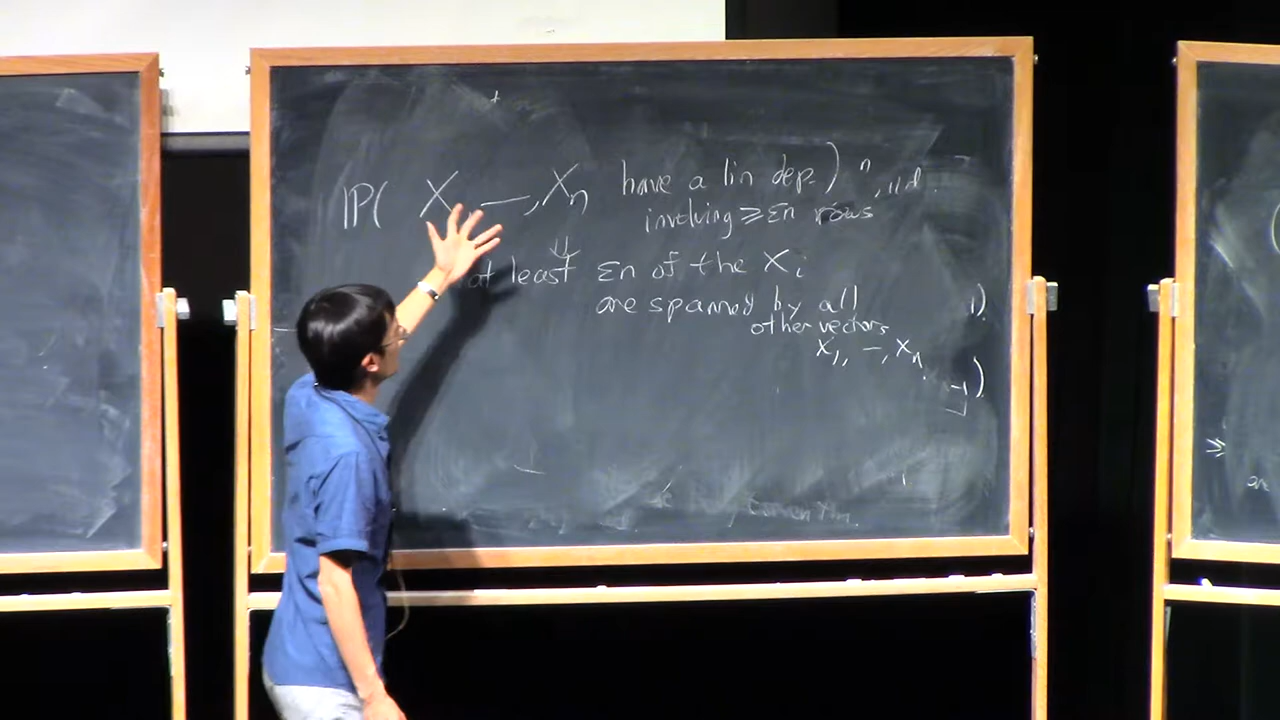 IP( X, —, Xn have a lin dep. )
involving ≥ εn rows
⇓
at least εn of the Xi
are spanned by all
other vectors
X1, —, Xn.